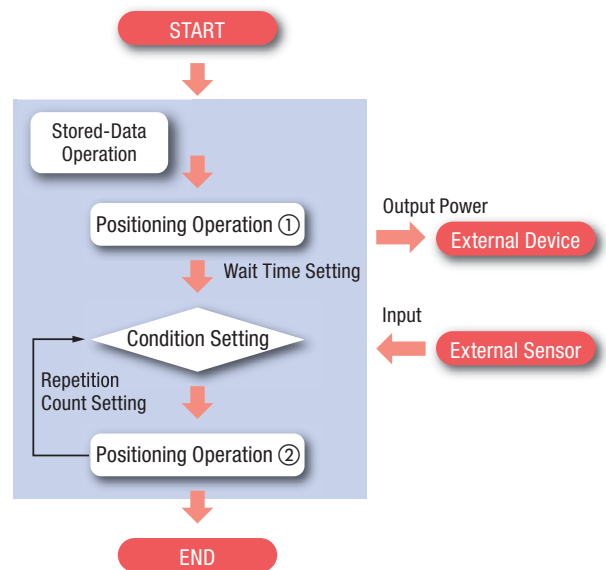 START
Stored-Data
Operation
Positioning Operation ①
Output Power
External Device
Wait Time Setting
Input
Condition Setting
External Sensor
Repetition
Count Setting
Positioning Operation ②
END